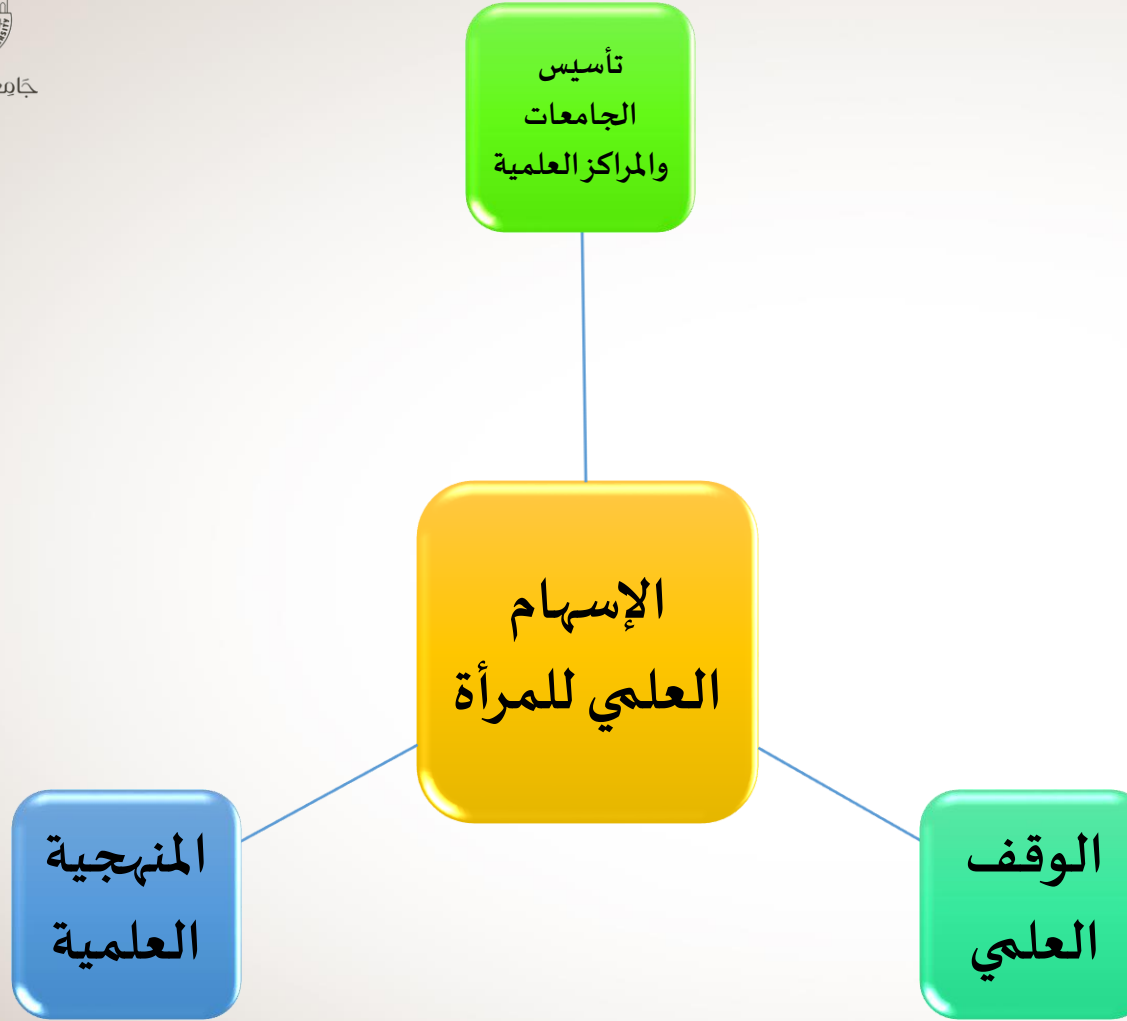 تأسيس
الجامعات
والمراكز العلمية
الإسهام
العلمي للمرأة
الوقف
العلمي
المنهجية
العلمية